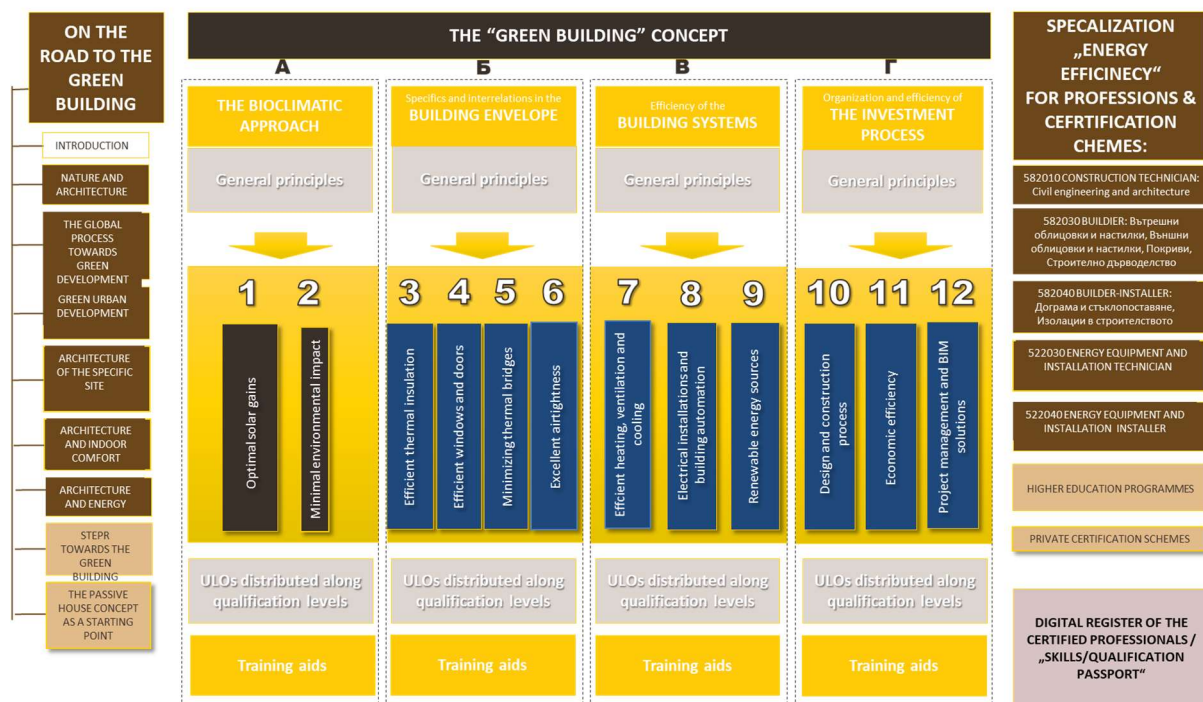 ON THE
ROAD TO THE
GREEN
BUILDING
INTRODUCTION
NATURE AND
ARCHITECTURE
THE GLOBAL
PROCESS
TOWARDS
GREEN
DEVELOPMENT
GREEN URBAN
DEVELOPMENT
ARCHITECTURE
OF THE SPECIFIC
SITE
ARCHITECTURE
AND INDOOR
COMFORT
ARCHITECTURE
AND ENERGY
STEPR
TOWARDS THE
GREEN
BUILDING
THE PASSIVE
HOUSE CONCEPT
AS A STARTING
POINT
THE “GREEN BUILDING” CONCEPT
А
THE BIOCLIMATIC
APPROACH
General principles
1
2
Optimal solar gains
Minimal environmental impact
ULOs distributed along
qualification levels
Training aids
Б
Specifics and interrelations in the
BUILDING ENVELOPE
General principles
3
4
5
6
Efficient thermal insulation
Efficient windows and doors
Minimizing thermal bridges
Excellent airtightness
ULOs distributed along
qualification levels
Training aids
В
Efficiency of the
BUILDING SYSTEMS
General principles
7
8
9
Effcient heating, ventilation and
cooling
Electrical installations and
building automation
Renewable energy sources
ULOs distributed along
qualification levels
Training aids
Г
Organization and efficiency of
THE INVESTMENT
PROCESS
General principles
10
11
12
Design and construction
process
Economic efficiency
Project management and BIM
solutions
ULOs distributed along
qualification levels
Training aids
SPECALIZATION
„ENERGY
EFFICINECY“
FOR PROFESSIONS &
CEFRTIFICATION
CHEMES:
582010 CONSTRUCTION TECHNICIAN:
Civil engineering and architecture
582030 BUILDIER: Вътрешни
облицовки и настилки, Външни
облицовки и настилки, Покриви,
Строително дърводелство
582040 BUILDER-INSTALLER:
Дограма и стъклопоставяне,
Изолации в строителството
522030 ENERGY EQUIPMENT AND
INSTALLATION TECHNICIAN
522040 ENERGY EQUIPMENT AND
INSTALLATION INSTALLER
HIGHER EDUCATION PROGRAMMES
PRIVATE CERTIFICATION SCHEMES
DIGITAL REGISTER OF THE
CERTIFIED PROFESSIONALS /
„SKILLS/QUALIFICATION
PASSPORT“